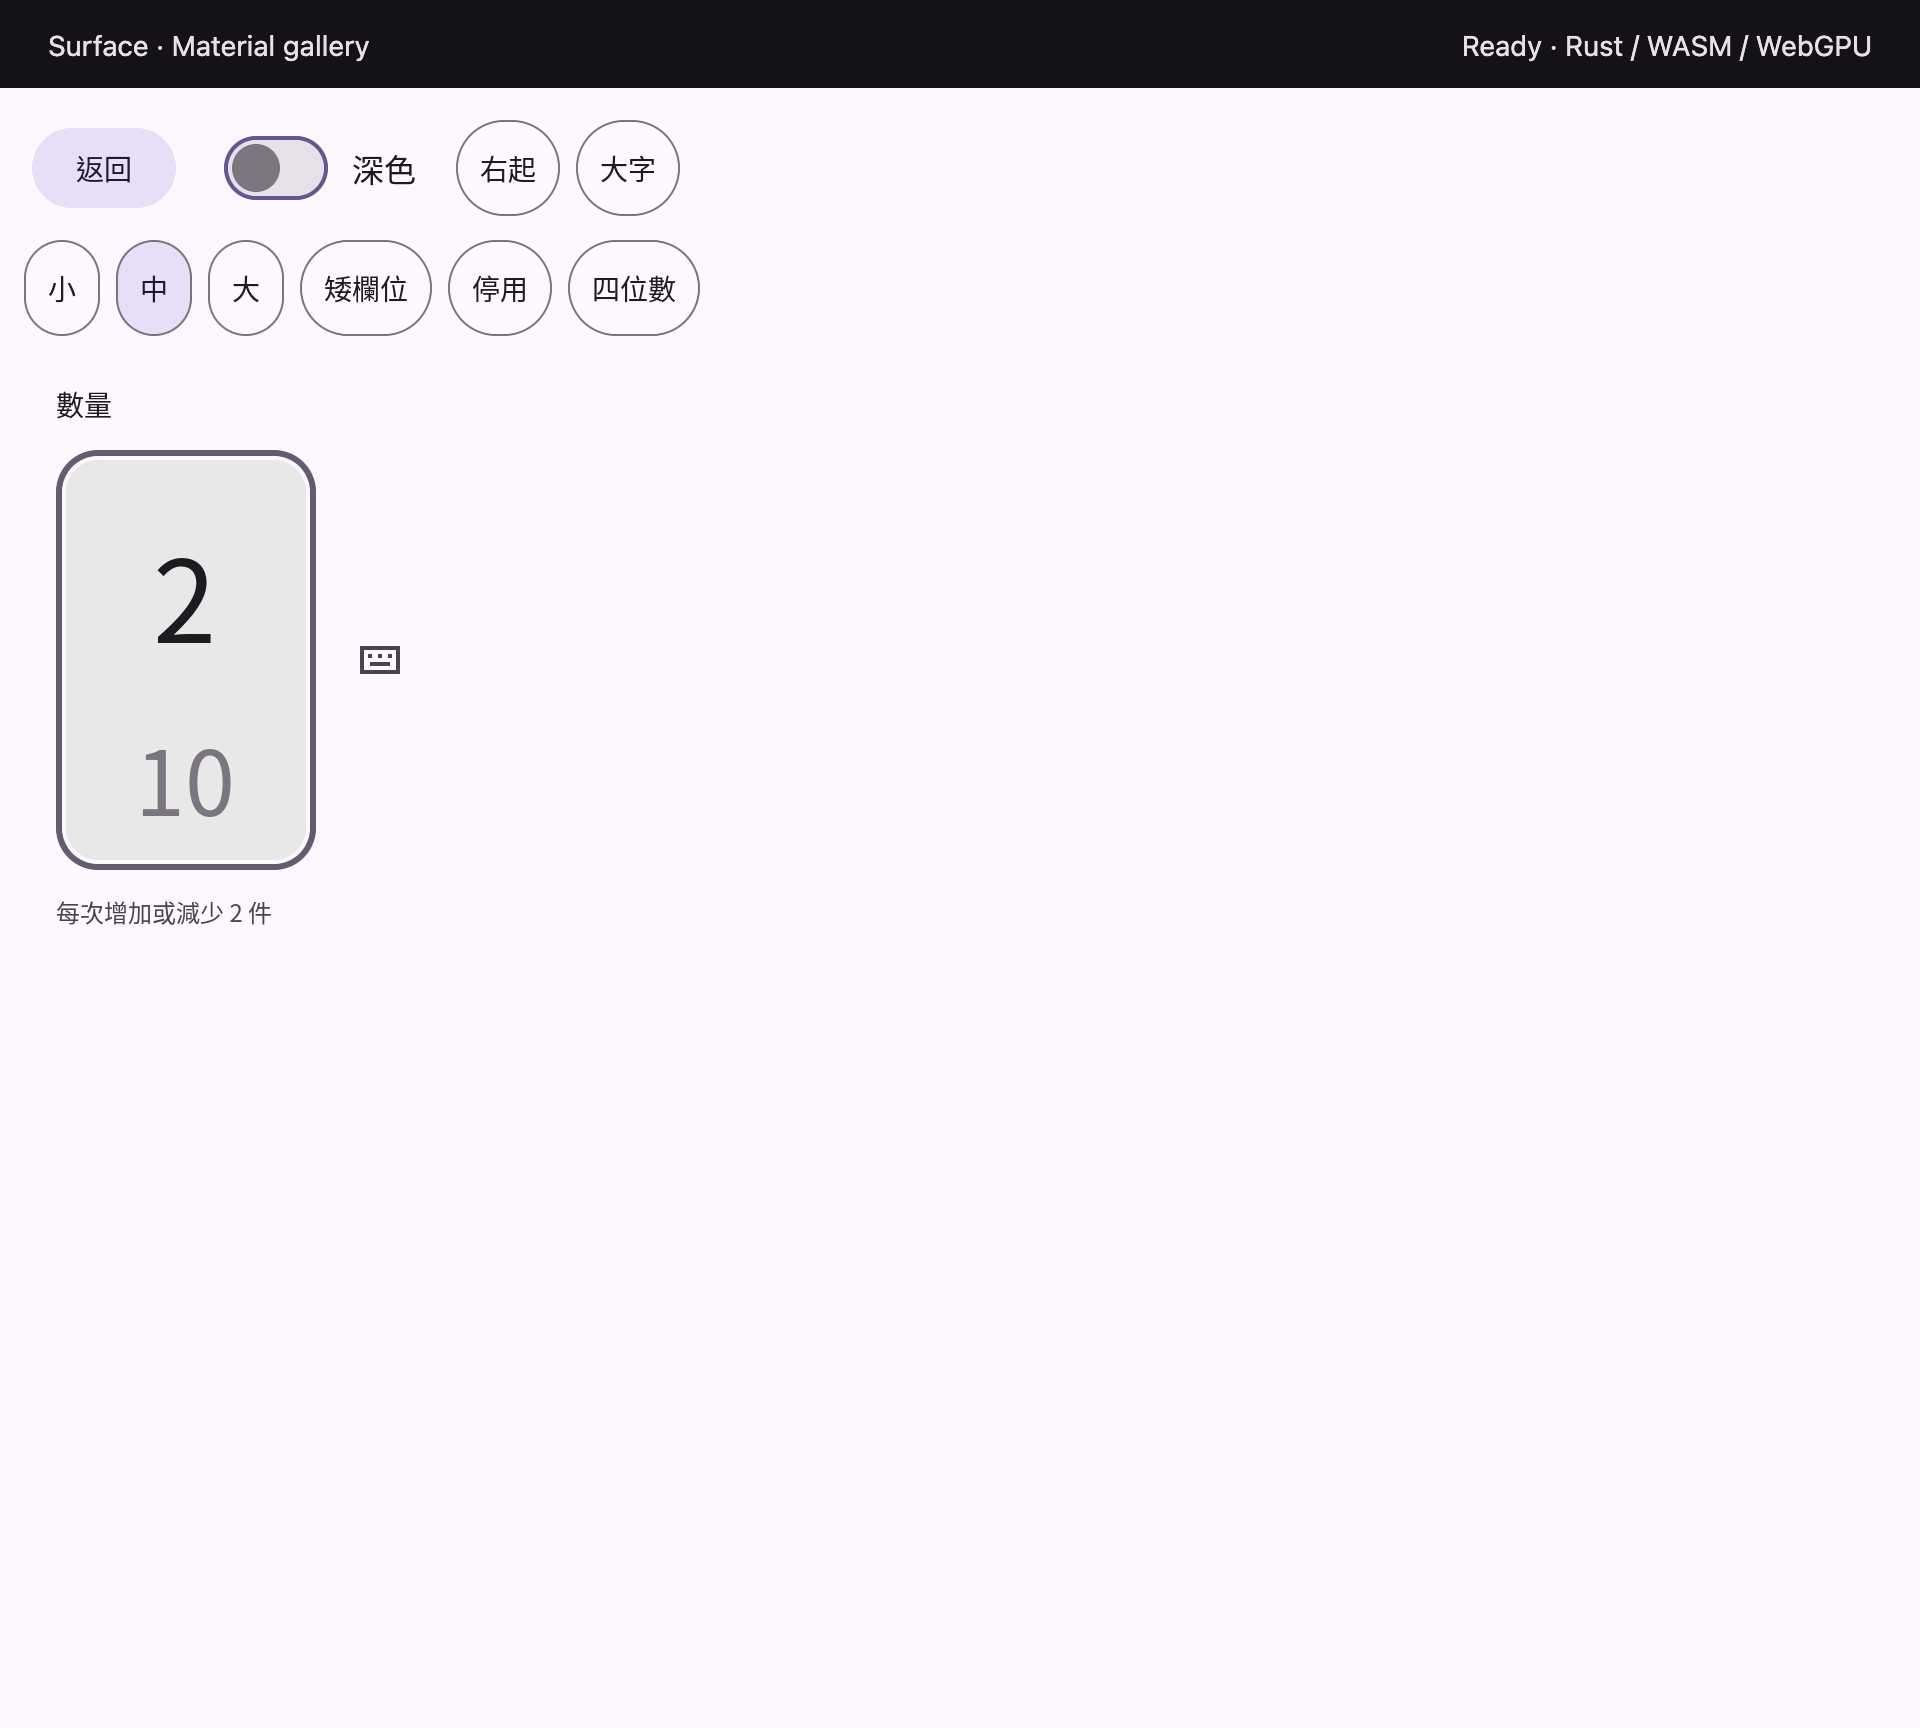 Surface · Material gallery
Ready · Rust / WASM / WebGPU
返回 深色 右起 大字
小 中 大 矮欄位 停用 四位數
數量
2
10
每次增加或減少 2 件